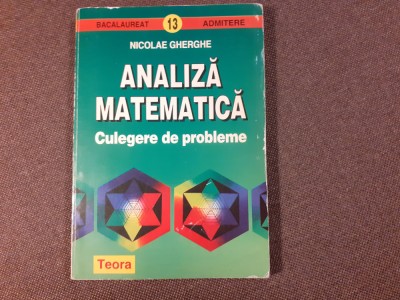 BACALAUREAT 13 ADMITERE
NICOLAE GHERGHE
ANALIZĂ
MATEMATICĂ
Culegere de probleme
Teora